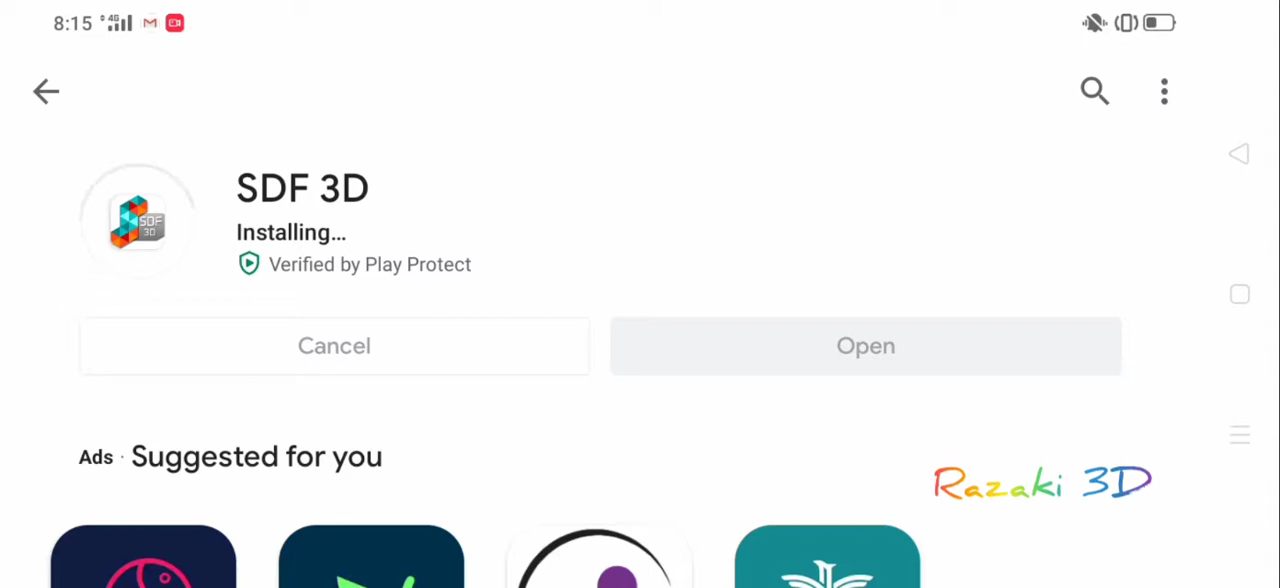 8:15 4G
SDF 3D
SDF
3D
Installing...
Verified by Play Protect
Cancel
Open
Ads · Suggested for you
Razaki 3D